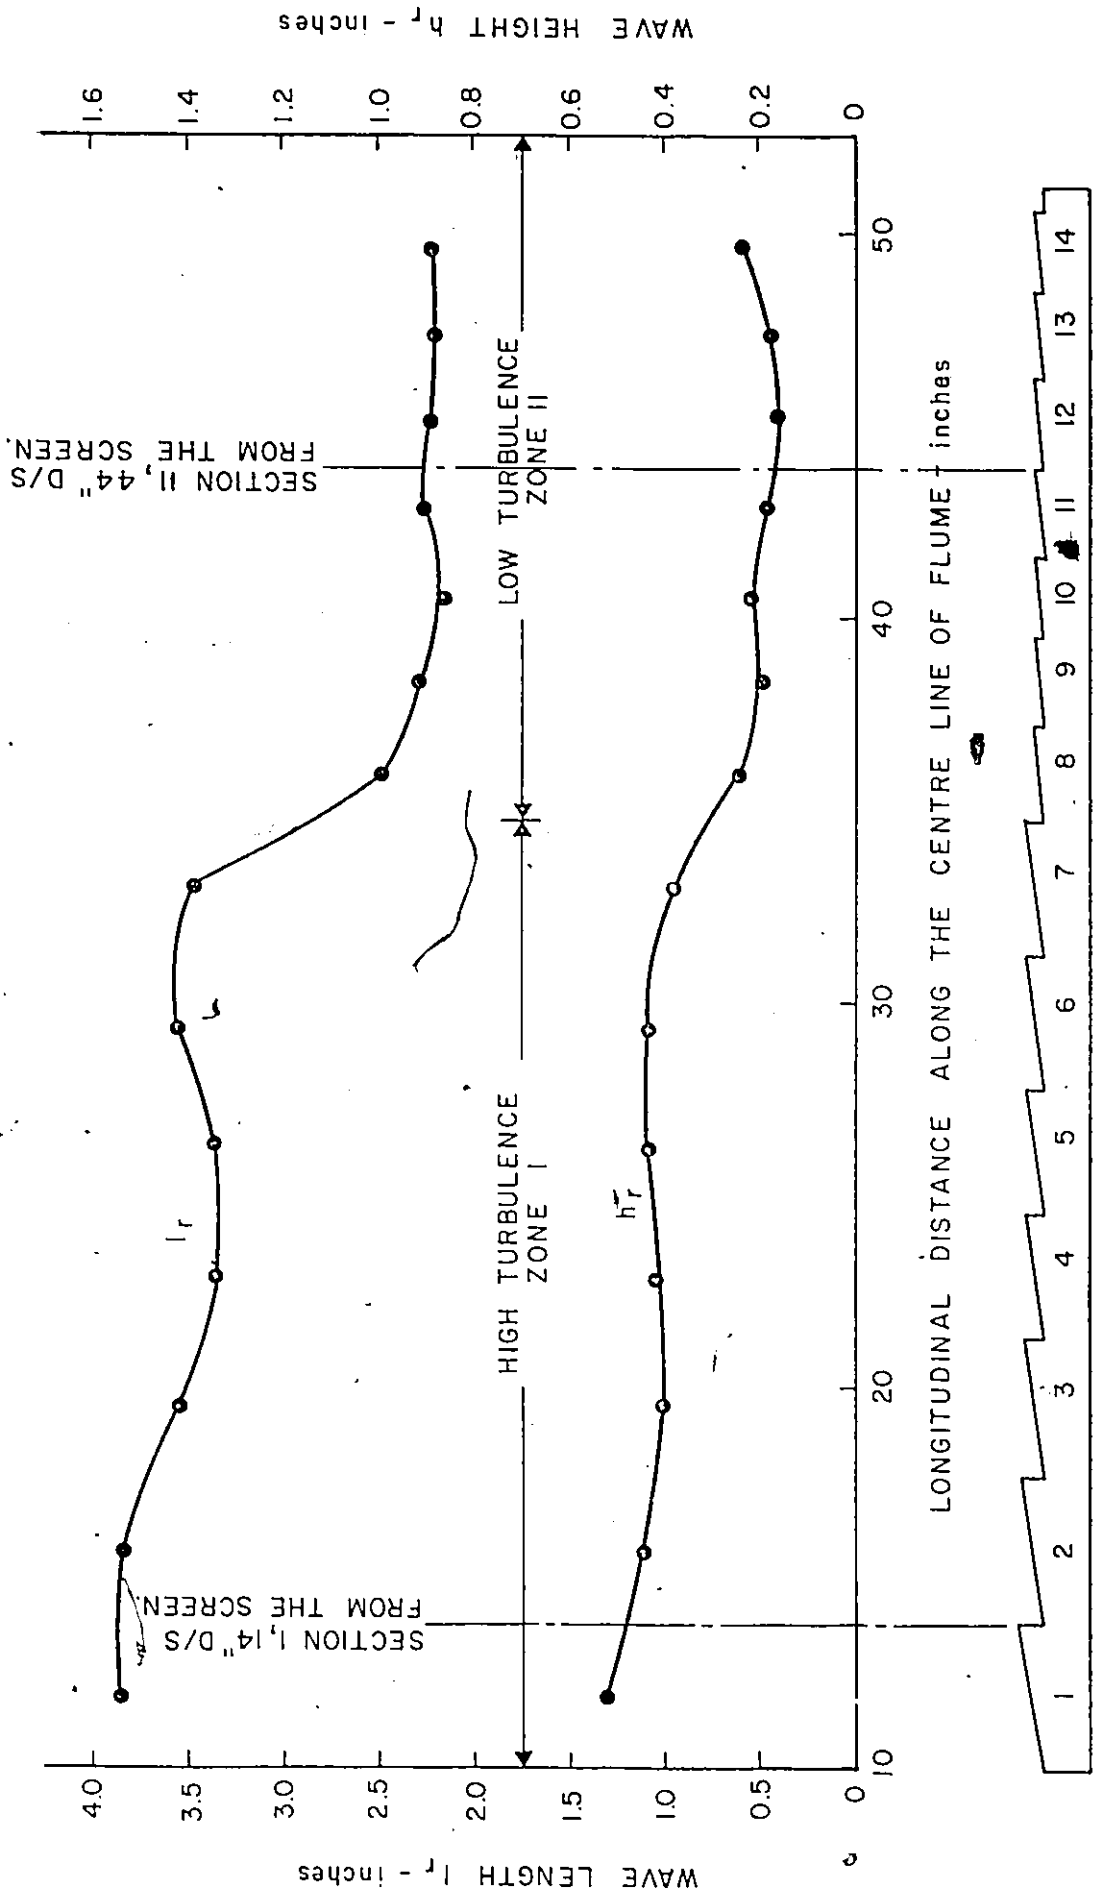 WAVE LENGTH lr - inches
4.0
3.5
3.0
2.5
2.0
1.5
1.0
0.5
0
SECTION I, 14" D/S
FROM THE SCREEN.
SECTION II, 44" D/S
FROM THE SCREEN.
lr
HIGH TURBULENCE
ZONE I
LOW TURBULENCE
ZONE II
hr
WAVE HEIGHT hr - inches
1.6
1.4
1.2
1.0
0.8
0.6
0.4
0.2
0
10
20
30
40
50
LONGITUDINAL DISTANCE ALONG THE CENTRE LINE OF FLUME - inches
1
2
3
4
5
6
7
8
9
10
11
12
13
14